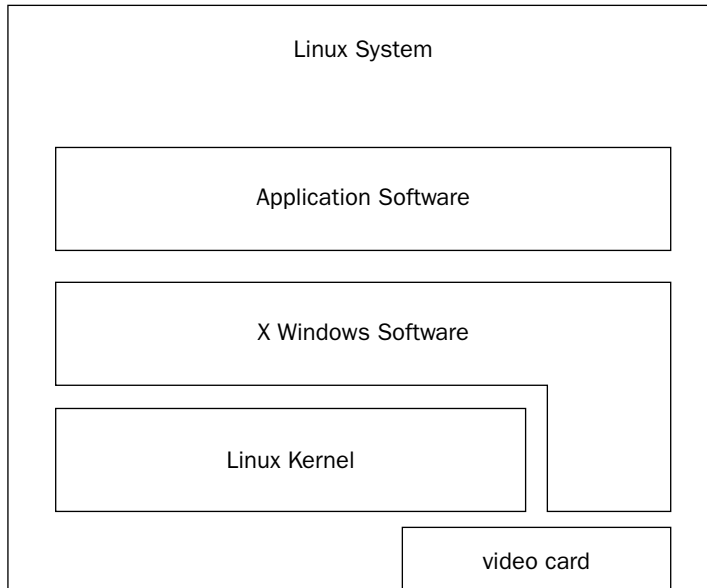 Linux System
Application Software
X Windows Software
Linux Kernel
video card